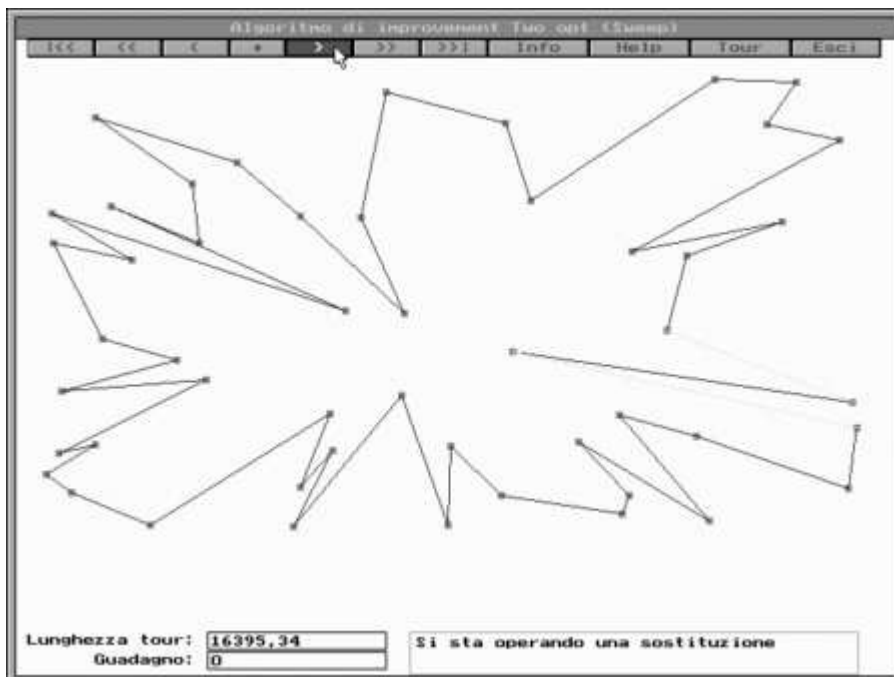 Algoritmo di improvement Two opt (Sweep)
|<< << < * > >> >>| Info Help Tour Esci
Lunghezza tour: 16395,34
Si sta operando una sostituzione
Guadagno: 0